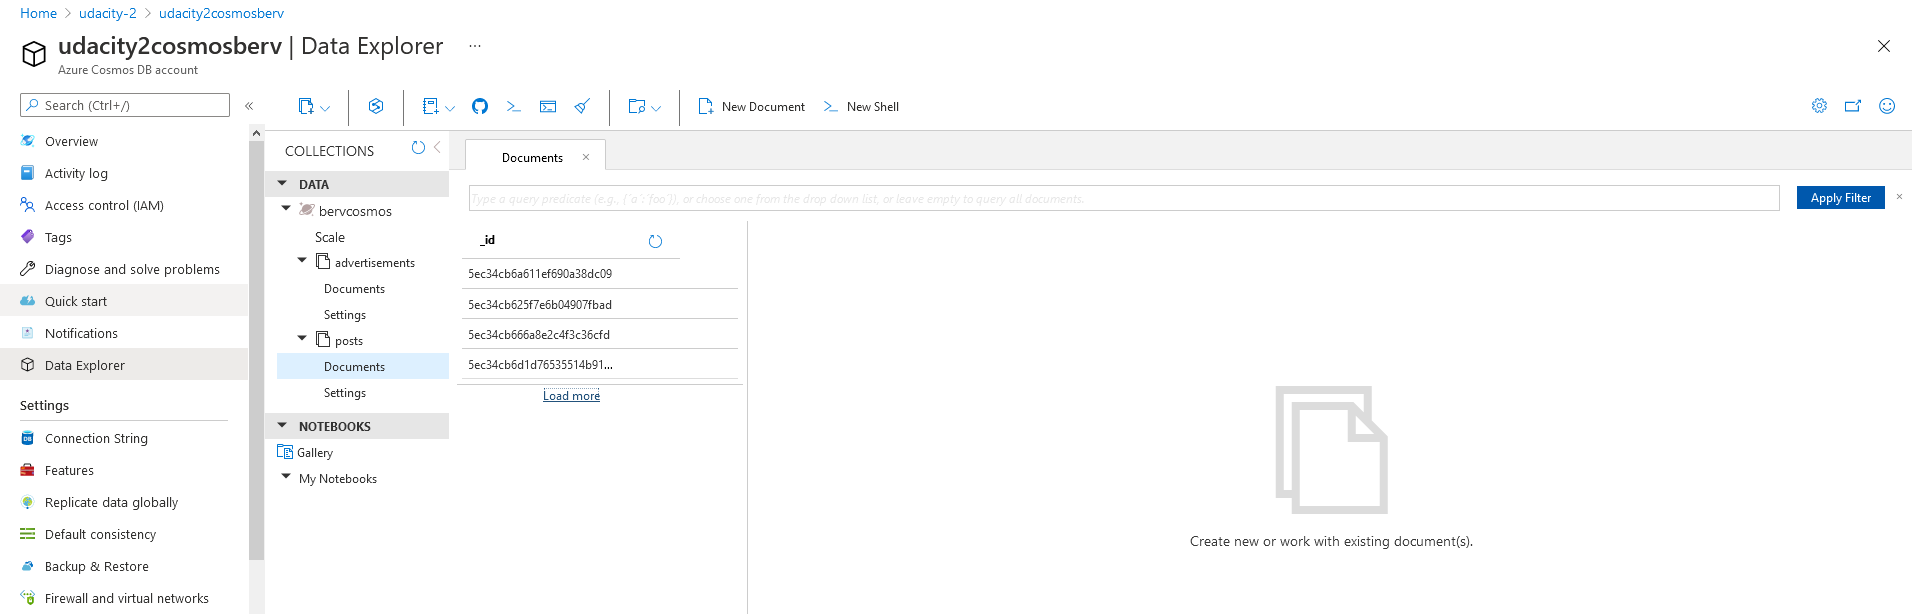 Home > udacity-2 > udacity2cosmosberv
udacity2cosmosberv | Data Explorer ...
Azure Cosmos DB account
Search (Ctrl+/)
«
New Document
New Shell
Overview
Activity log
Access control (IAM)
Tags
Diagnose and solve problems
Quick start
Notifications
Data Explorer
Settings
Connection String
Features
Replicate data globally
Default consistency
Backup & Restore
Firewall and virtual networks
COLLECTIONS
DATA
bervcosmos
Scale
advertisements
Documents
Settings
posts
Documents
Settings
NOTEBOOKS
Gallery
My Notebooks
Documents
Type a query predicate (e.g., {´a´:´foo´}), or choose one from the drop down list, or leave empty to query all documents.
Apply Filter
_id
5ec34cb6a611ef690a38dc09
5ec34cb625f7e6b04907fbad
5ec34cb666a8e2c4f3c36cfd
5ec34cb6d1d76535514b91...
Load more
Create new or work with existing document(s).